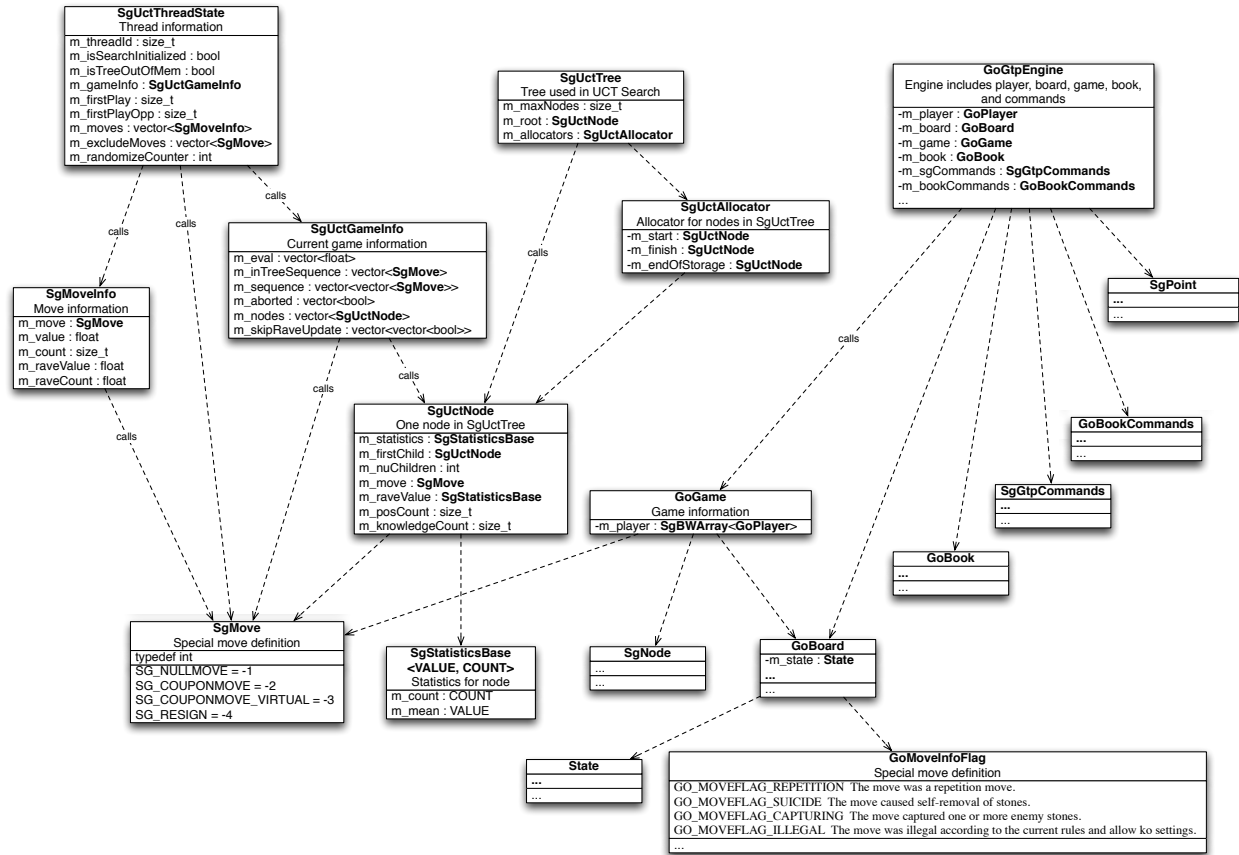 SgUctThreadState
Thread information
m_threadId : size_t
m_isSearchInitialized : bool
m_isTreeOutOfMem : bool
m_gameInfo : SgUctGameInfo
m_firstPlay : size_t
m_firstPlayOpp : size_t
m_moves : vector<SgMoveInfo>
m_excludeMoves : vector<SgMove>
m_randomizeCounter : int
SgUctTree
Tree used in UCT Search
m_maxNodes : size_t
m_root : SgUctNode
m_allocators : SgUctAllocator
GoGtpEngine
Engine includes player, board, game, book,
and commands
-m_player : GoPlayer
-m_board : GoBoard
-m_game : GoGame
-m_book : GoBook
-m_sgCommands : SgGtpCommands
-m_bookCommands : GoBookCommands
...
calls
calls
calls
SgUctGameInfo
Current game information
m_eval : vector<float>
m_inTreeSequence : vector<SgMove>
m_sequence : vector<vector<SgMove>>
m_aborted : vector<bool>
m_nodes : vector<SgUctNode>
m_skipRaveUpdate : vector<vector<bool>>
calls
SgUctAllocator
Allocator for nodes in SgUctTree
-m_start : SgUctNode
-m_finish : SgUctNode
-m_endOfStorage : SgUctNode
SgPoint
...
...
SgMoveInfo
Move information
m_move : SgMove
m_value : float
m_count : size_t
m_raveValue : float
m_raveCount : float
calls
calls
calls
calls
SgUctNode
One node in SgUctTree
m_statistics : SgStatisticsBase
m_firstChild : SgUctNode
m_nuChildren : int
m_move : SgMove
m_raveValue : SgStatisticsBase
m_posCount : size_t
m_knowledgeCount : size_t
GoBookCommands
...
...
calls
GoGame
Game information
-m_player : SgBWArray<GoPlayer>
SgGtpCommands
...
...
GoBook
...
...
SgMove
Special move definition
typedef int
SG_NULLMOVE = -1
SG_COUPONMOVE = -2
SG_COUPONMOVE_VIRTUAL = -3
SG_RESIGN = -4
SgStatisticsBase
<VALUE, COUNT>
Statistics for node
m_count : COUNT
m_mean : VALUE
SgNode
...
...
GoBoard
-m_state : State
...
...
State
...
...
GoMoveInfoFlag
Special move definition
GO_MOVEFLAG_REPETITION The move was a repetition move.
GO_MOVEFLAG_SUICIDE The move caused self-removal of stones.
GO_MOVEFLAG_CAPTURING The move captured one or more enemy stones.
GO_MOVEFLAG_ILLEGAL The move was illegal according to the current rules and allow ko settings.
...